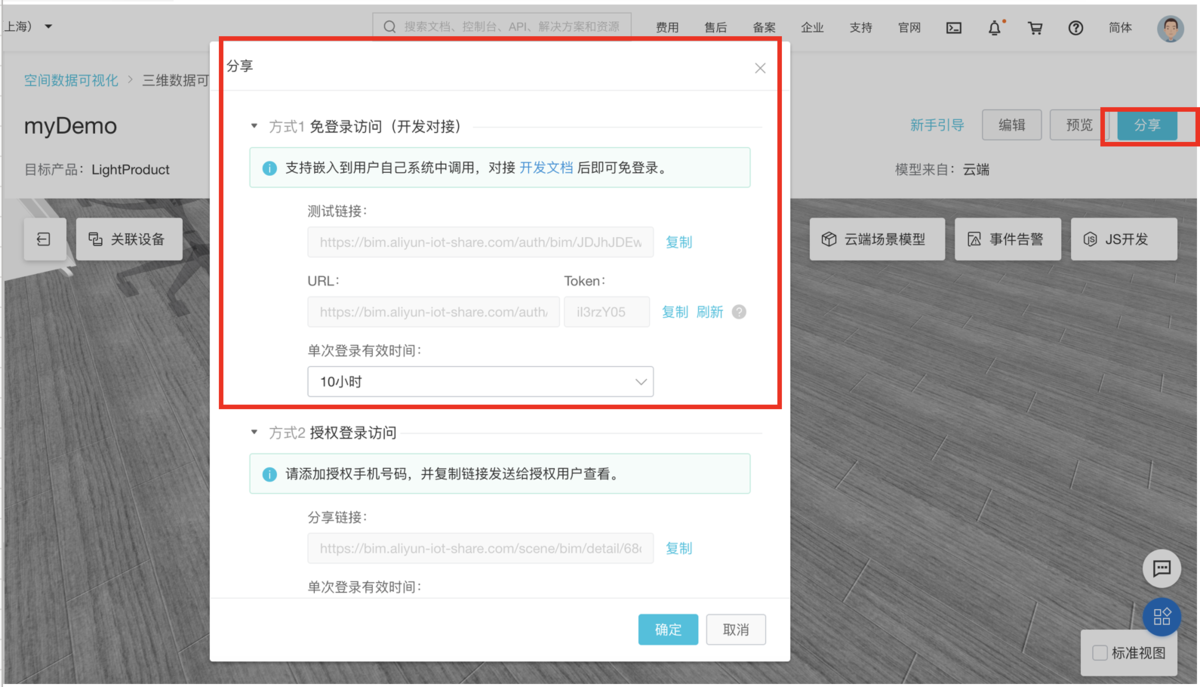 上海）
搜索文档、控制台、API、解决方案和资源
费用 售后 备案 企业 支持 官网 简体
空间数据可视化 > 三维数据可
myDemo
新手引导 编辑 预览 分享
目标产品：LightProduct
模型来自：云端
关联设备
云端场景模型 事件告警 JS开发
分享
方式1 免登录访问（开发对接）
支持嵌入到用户自己系统中调用，对接 开发文档 后即可免登录。
测试链接：
https://bim.aliyun-iot-share.com/auth/bim/JDJhJDEw 复制
URL： Token：
https://bim.aliyun-iot-share.com/auth/ il3rzY05 复制 刷新 ?
单次登录有效时间：
10小时
方式2 授权登录访问
请添加授权手机号码，并复制链接发送给授权用户查看。
分享链接：
https://bim.aliyun-iot-share.com/scene/bim/detail/68 复制
单次登录有效时间：
确定 取消
标准视图